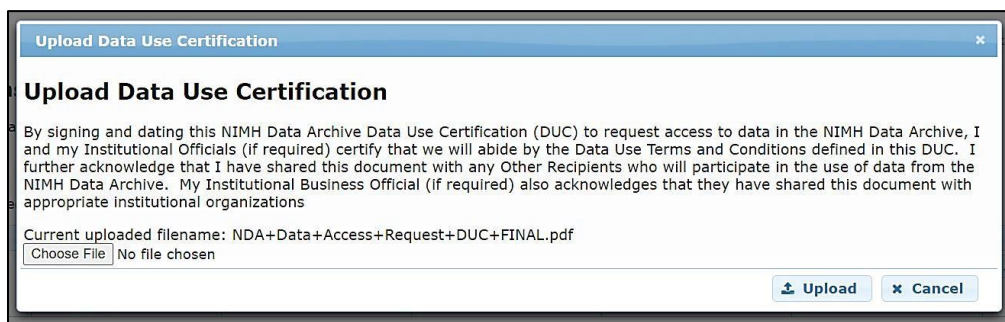 Upload Data Use Certification
Upload Data Use Certification
By signing and dating this NIMH Data Archive Data Use Certification (DUC) to request access to data in the NIMH Data Archive, I
and my Institutional Officials (if required) certify that we will abide by the Data Use Terms and Conditions defined in this DUC.  I
further acknowledge that I have shared this document with any Other Recipients who will participate in the use of data from the
NIMH Data Archive.  My Institutional Business Official (if required) also acknowledges that they have shared this document with
appropriate institutional organizations
Current uploaded filename: NDA+Data+Access+Request+DUC+FINAL.pdf
Choose File No file chosen
Upload Cancel